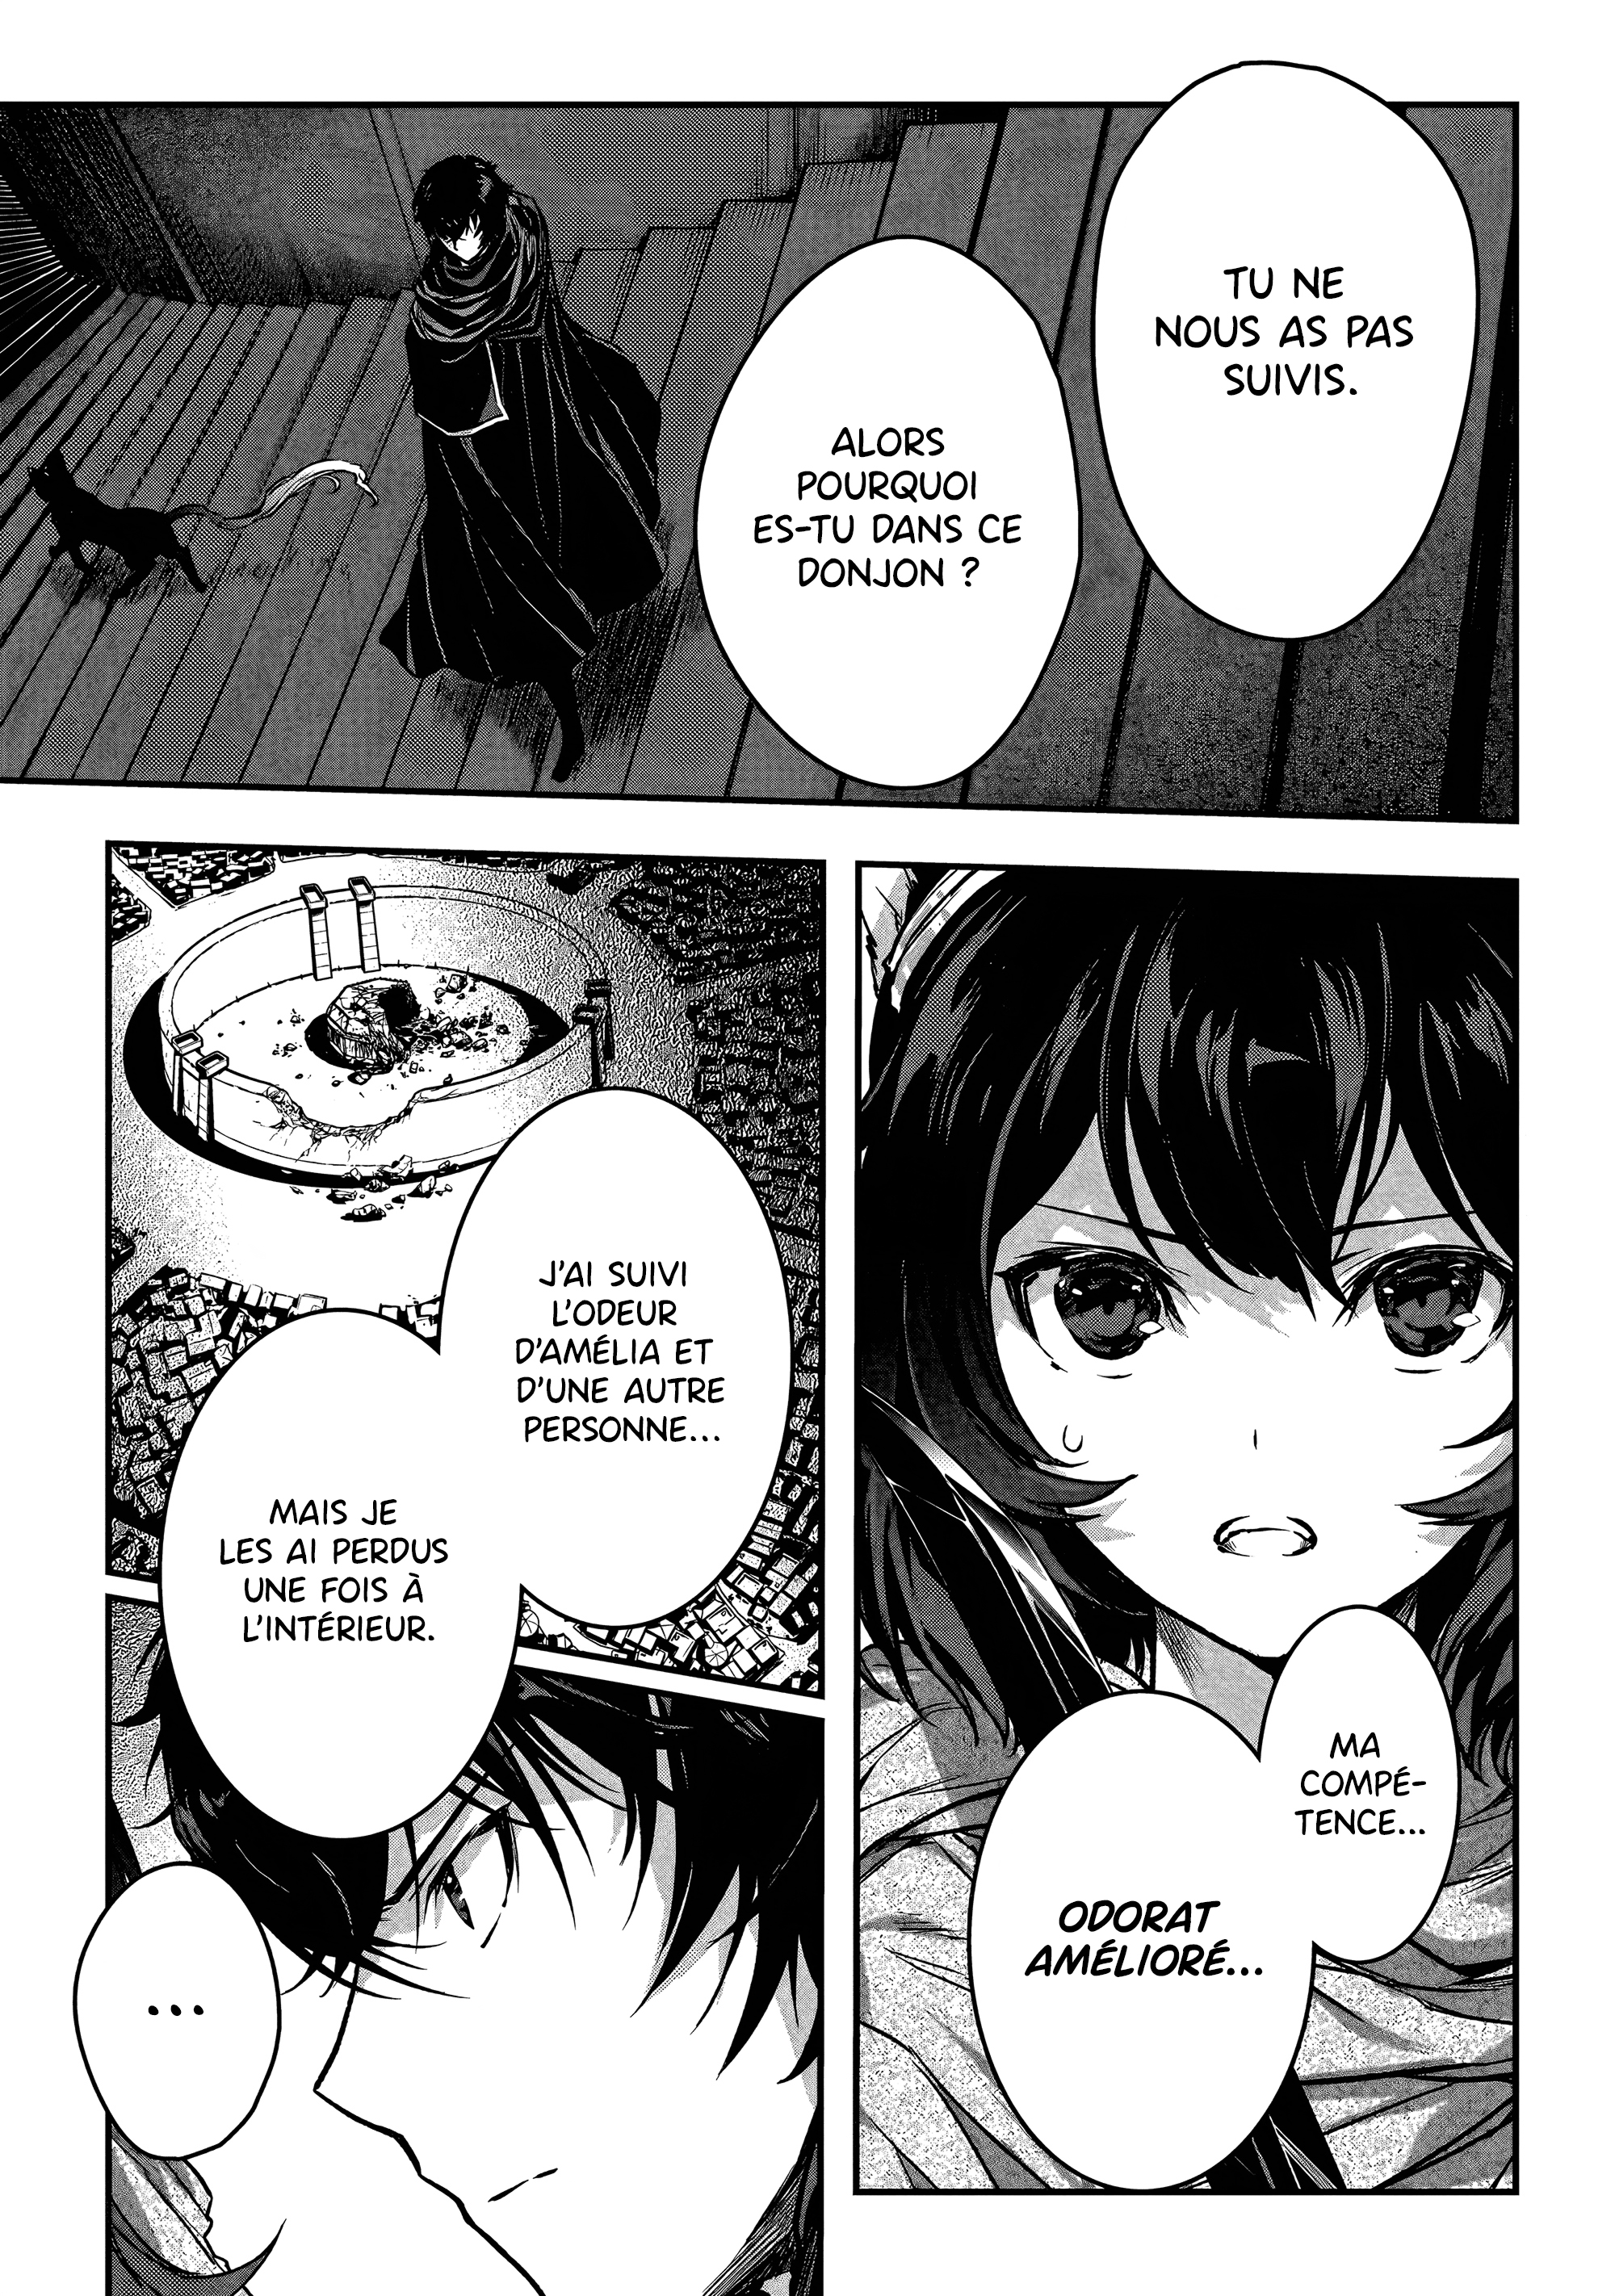 TU NE
NOUS AS PAS
SUIVIS.
ALORS
POURQUOI
ES-TU DANS CE
DONJON ?
MA
COMPÉ-
TENCE...
ODORAT
AMÉLIORÉ...
J'AI SUIVI
L'ODEUR
D'AMÉLIA ET
D'UNE AUTRE
PERSONNE...
MAIS JE
LES AI PERDUS
UNE FOIS À
L'INTÉRIEUR.
...